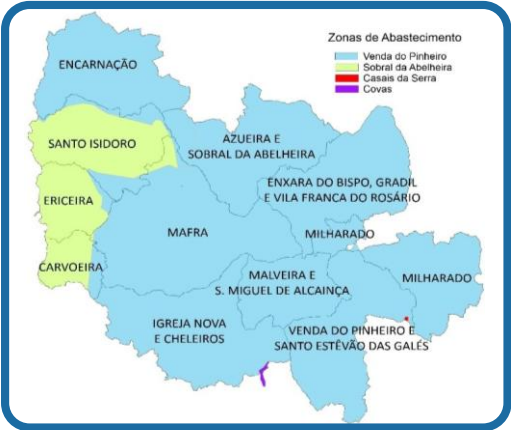 Zonas de Abastecimento
Venda do Pinheiro
Sobral da Abelheira
Casais da Serra
Covas
ENCARNAÇÃO
SANTO ISIDORO
AZUEIRA E
SOBRAL DA ABELHEIRA
ERICEIRA
ENXARA DO BISPO, GRADIL
E VILA FRANCA DO ROSÁRIO
MAFRA
MILHARADO
CARVOEIRA
MALVEIRA E
S. MIGUEL DE ALCAINÇA
MILHARADO
IGREJA NOVA
E CHELEIROS
VENDA DO PINHEIRO E
SANTO ESTÊVÃO DAS GALÉS